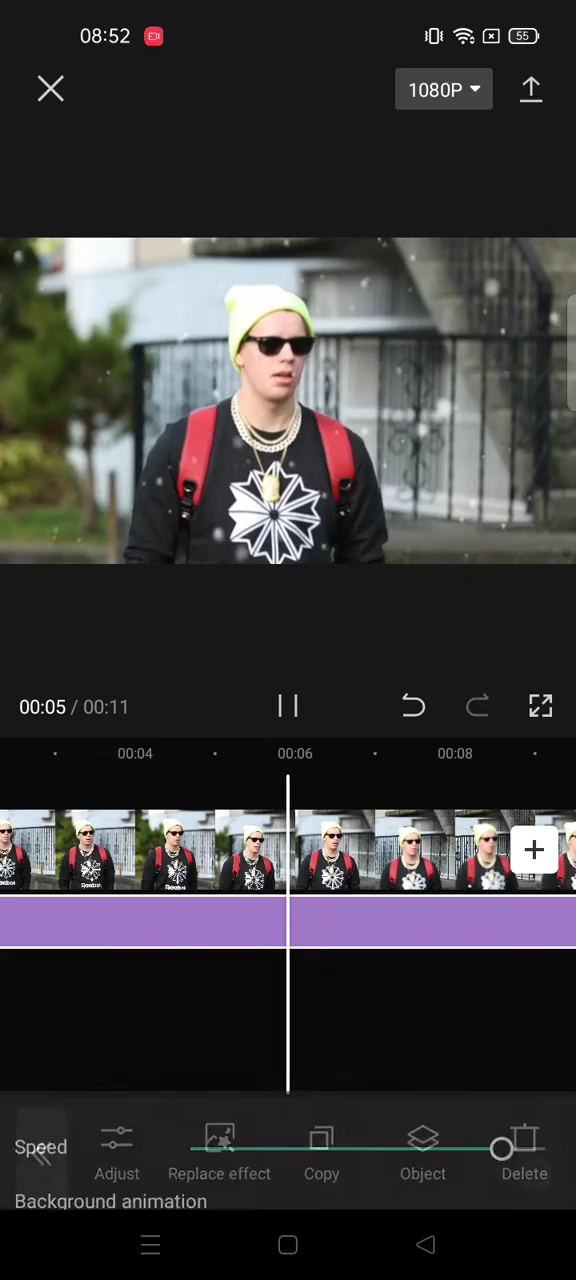 08:52
55
1080P
00:05 / 00:11
00:04
00:06
00:08
Speed
Adjust
Replace effect
Copy
Object
Delete
Background animation